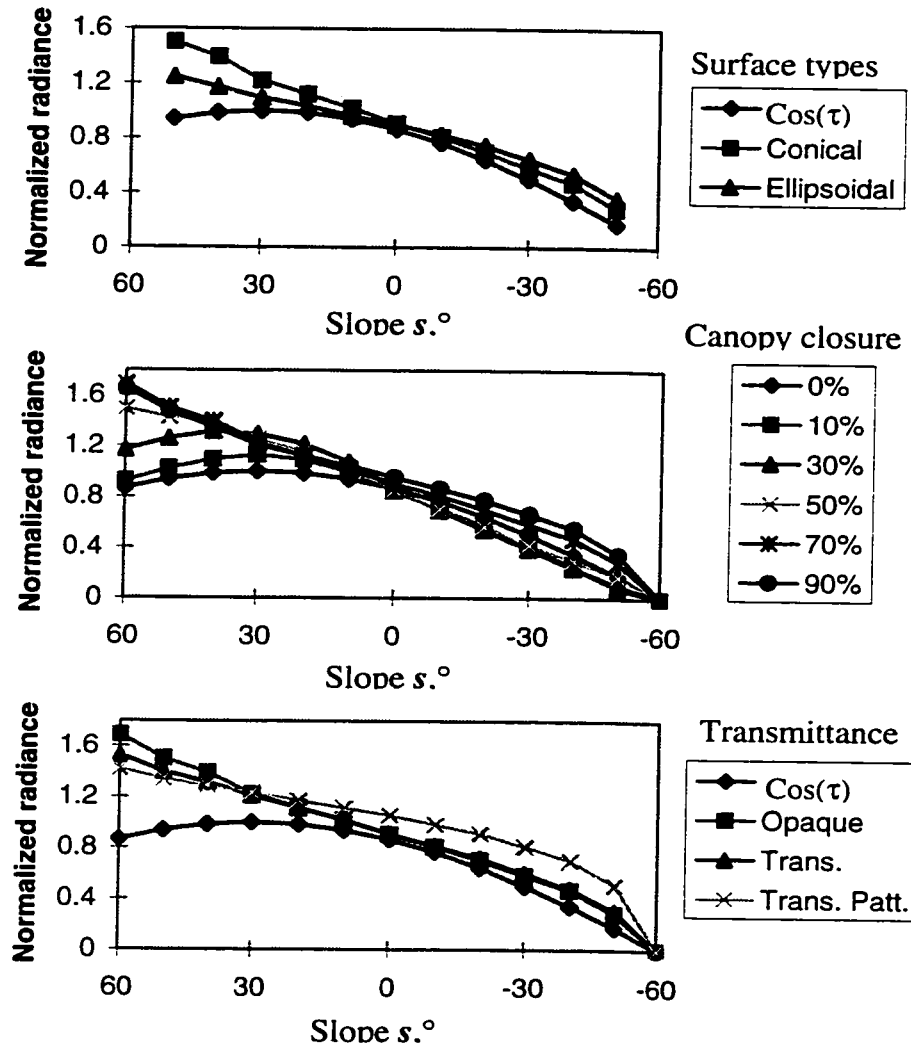 1.6
1.2
0.8
0.4
0
Normalized radiance
60
30
0
-30
-60
Slope s.°
Surface types
Cos(τ)
Conical
Ellipsoidal
1.6
1.2
0.8
0.4
0
Normalized radiance
60
30
0
-30
-60
Slope s.°
Canopy closure
0%
10%
30%
50%
70%
90%
1.6
1.2
0.8
0.4
0
Normalized radiance
60
30
0
-30
-60
Slope s.°
Transmittance
Cos(τ)
Opaque
Trans.
Trans. Patt.